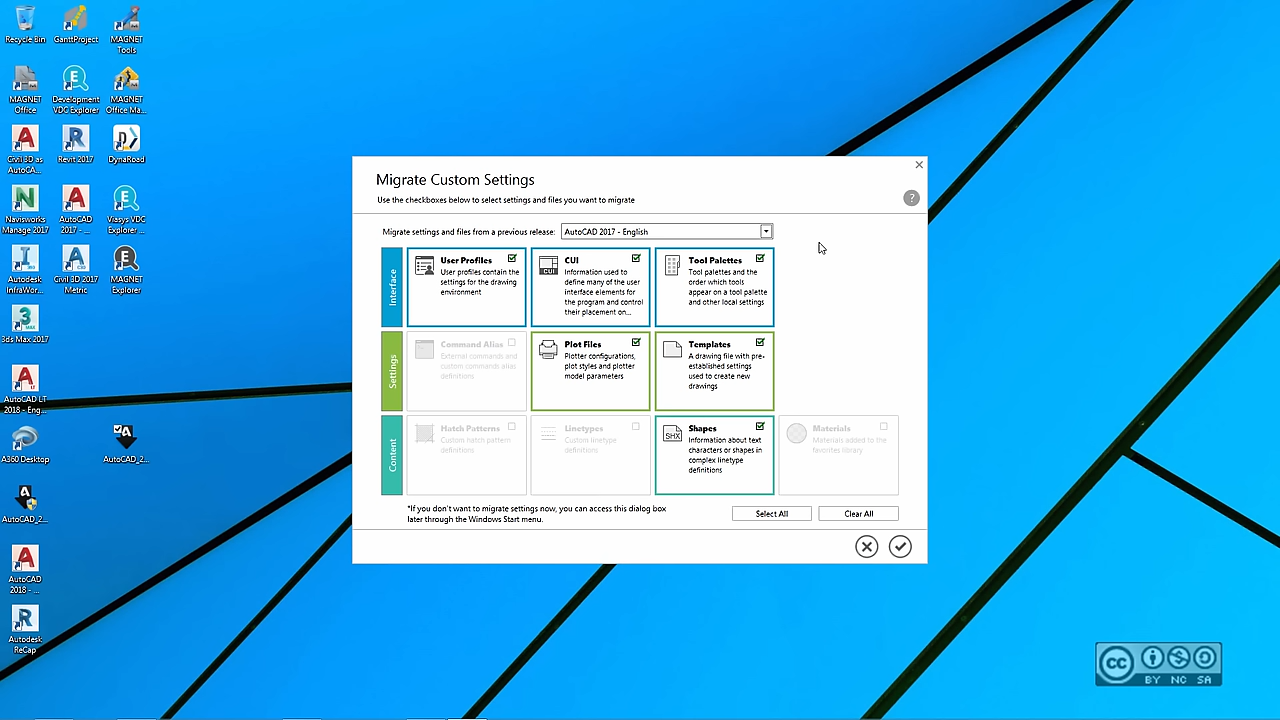 Recycle Bin
GanttProject
MAGNET
Tools
MAGNET
Office
Development
VDC Explorer
MAGNET
Office Ma...
Civil 3D as
AutoCA...
Revit 2017
DynaRoad
Navisworks
Manage 2017
AutoCAD
2017 - ...
Viasys VDC
Explorer ...
Autodesk
InfraWor...
Civil 3D 2017
Metric
MAGNET
Explorer
3ds Max 2017
AutoCAD LT
2018 - Eng...
A360 Desktop
AutoCAD_2...
AutoCAD_2...
AutoCAD
2018 - ...
Autodesk
ReCap
Migrate Custom Settings
Use the checkboxes below to select settings and files you want to migrate
?
Migrate settings and files from a previous release:
AutoCAD 2017 - English
Interface
User Profiles
User profiles contain the
settings for the drawing
environment
CUI
CUI
Information used to
define many of the user
interface elements for
the program and control
their placement on...
Tool Palettes
Tool palettes and the
order which tools
appear on a tool palette
and other local settings
Settings
Command Alias
External commands and
custom commands alias
definitions
Plot Files
Plotter configurations,
plot styles and plotter
model parameters
Templates
A drawing file with pre-
established settings
used to create new
drawings
Content
Hatch Patterns
Custom hatch pattern
definitions
Linetypes
Custom linetype
definitions
SHX
Shapes
Information about text
characters or shapes in
complex linetype
definitions
Materials
Materials added to the
favorites library
*If you don't want to migrate settings now, you can access this dialog box
later through the Windows Start menu.
Select All
Clear All
cc
BY NC SA